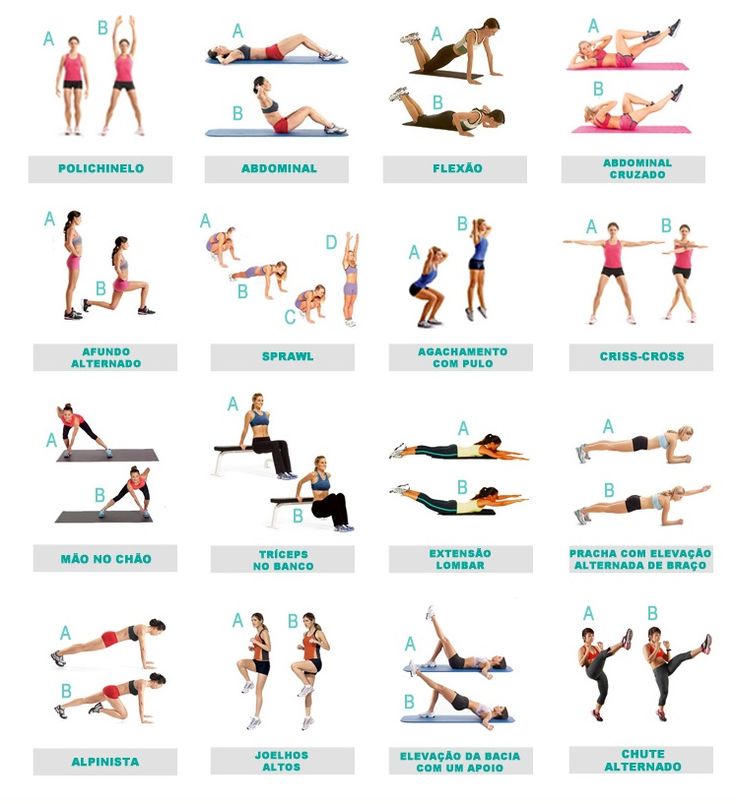 A B
A
B
A
B
A
B
POLICHINELO
ABDOMINAL
FLEXÃO
ABDOMINAL
CRUZADO
A
B
A
B
C
D
A
B
A B
AFUNDO
ALTERNADO
SPRAWL
AGACHAMENTO
COM PULO
CRISS-CROSS
A
B
A
B
A
B
A
B
MÃO NO CHÃO
TRÍCEPS
NO BANCO
EXTENSÃO
LOMBAR
PRACHA COM ELEVAÇÃO
ALTERNADA DE BRAÇO
A
B
A B
A
B
A B
ALPINISTA
JOELHOS
ALTOS
ELEVAÇÃO DA BACIA
COM UM APOIO
CHUTE
ALTERNADO